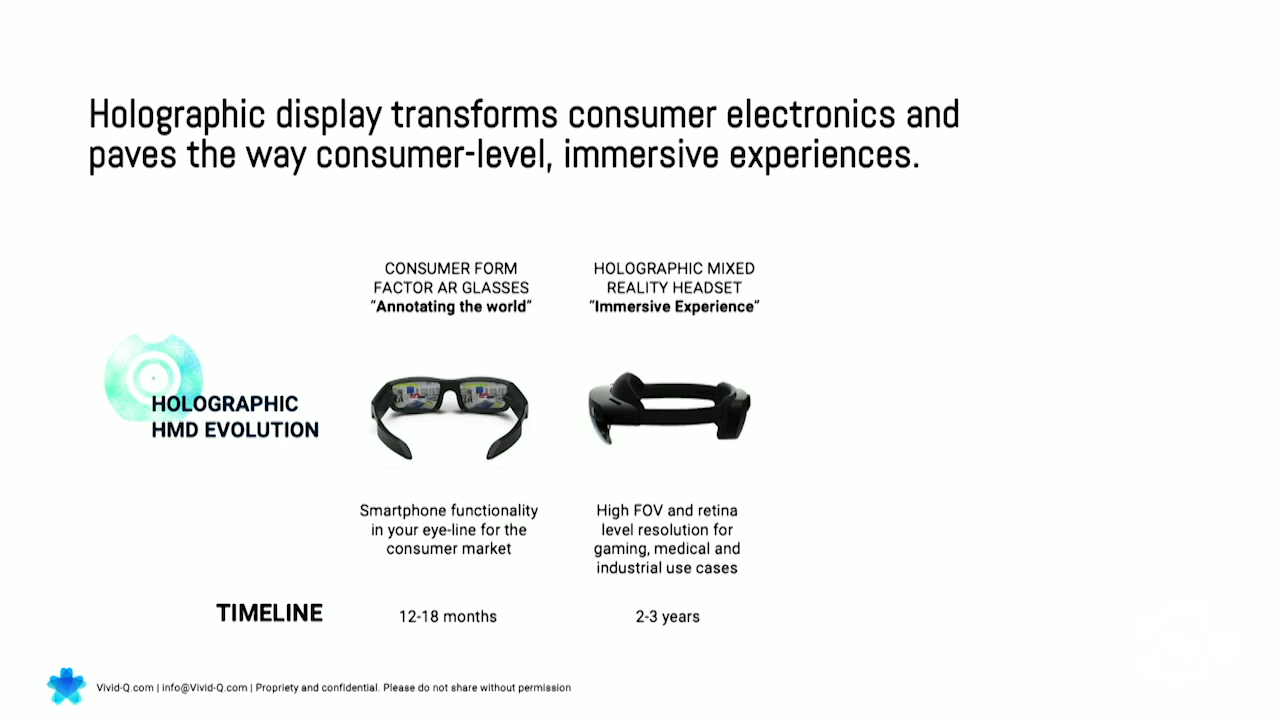 Holographic display transforms consumer electronics and
paves the way consumer-level, immersive experiences.
CONSUMER FORM
FACTOR AR GLASSES
“Annotating the world”
HOLOGRAPHIC MIXED
REALITY HEADSET
“Immersive Experience”
HOLOGRAPHIC
HMD EVOLUTION
Smartphone functionality
in your eye-line for the
consumer market
High FOV and retina
level resolution for
gaming, medical and
industrial use cases
TIMELINE
12-18 months
2-3 years
Vivid-Q.com | info@Vivid-Q.com | Propriety and confidential. Please do not share without permission